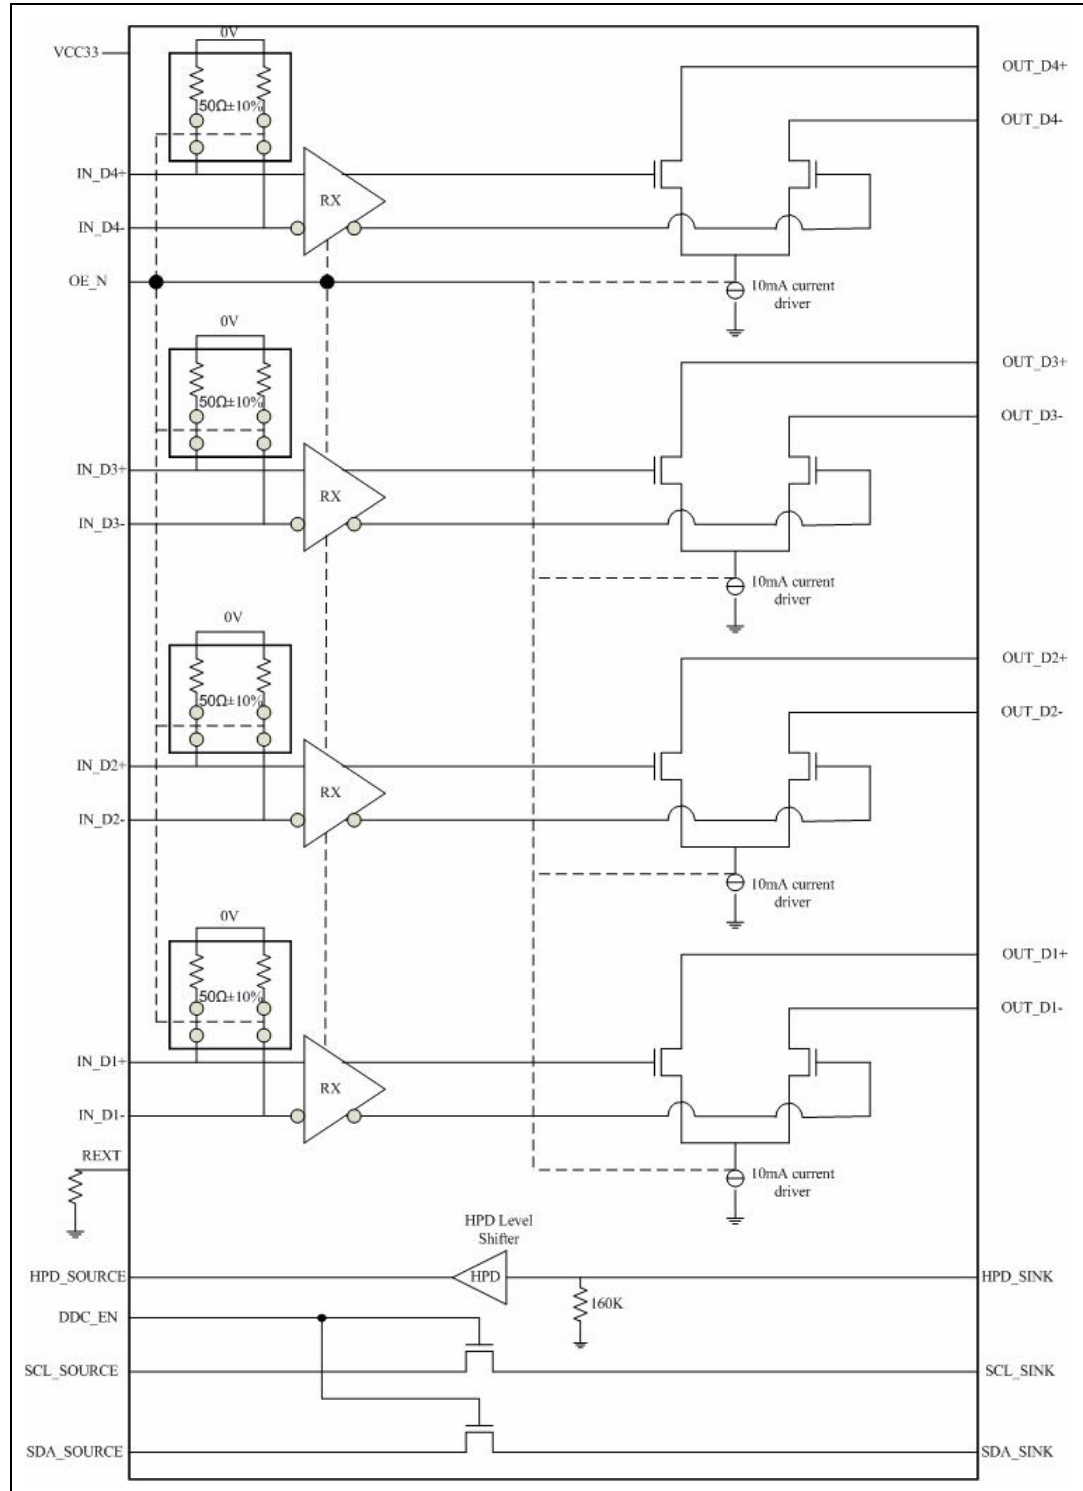 0V
VCC33
OUT_D4+
50Ω±10%
OUT_D4-
IN_D4+
RX
IN_D4-
OE_N
10mA current
driver
0V
OUT_D3+
50Ω±10%
OUT_D3-
IN_D3+
RX
IN_D3-
10mA current
driver
0V
OUT_D2+
50Ω±10%
OUT_D2-
IN_D2+
RX
IN_D2-
10mA current
driver
0V
OUT_D1+
50Ω±10%
OUT_D1-
IN_D1+
RX
IN_D1-
REXT
10mA current
driver
HPD Level
Shifter
HPD_SOURCE
HPD
HPD_SINK
160K
DDC_EN
SCL_SOURCE
SCL_SINK
SDA_SOURCE
SDA_SINK